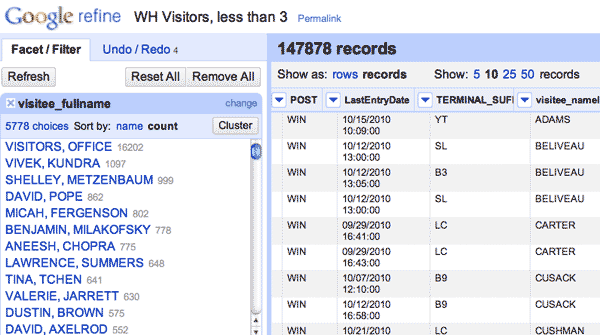 Google refine WH Visitors, less than 3 Permalink
Facet / Filter Undo / Redo 4
Refresh Reset All Remove All
visitee_fullname change
5778 choices Sort by: name count Cluster
VISITORS, OFFICE 16202
VIVEK, KUNDRA 1097
SHELLEY, METZENBAUM 999
DAVID, POPE 862
MICAH, FERGENSON 802
BENJAMIN, MILAKOFSKY 778
ANEESH, CHOPRA 775
LAWRENCE, SUMMERS 648
TINA, TCHEN 641
VALERIE, JARRETT 630
DUSTIN, BROWN 575
DAVID, AXELROD 552
147878 records
Show as: rows records Show: 5 10 25 50 records
POST LastEntryDate TERMINAL_SUFI visitee_namel
WIN 10/15/2010 YT ADAMS
10:09:00
WIN 10/12/2010 SL BELIVEAU
13:00:00
WIN 10/12/2010 B3 BELIVEAU
13:05:00
WIN 10/12/2010 SL BELIVEAU
13:00:00
WIN 09/29/2010 LC CARTER
16:41:00
WIN 09/29/2010 LC CARTER
16:43:00
WIN 10/07/2010 B9 CUSACK
12:10:00
WIN 10/12/2010 B9 CUSACK
16:58:00
WIN 10/21/2010 LC CUSHMAN